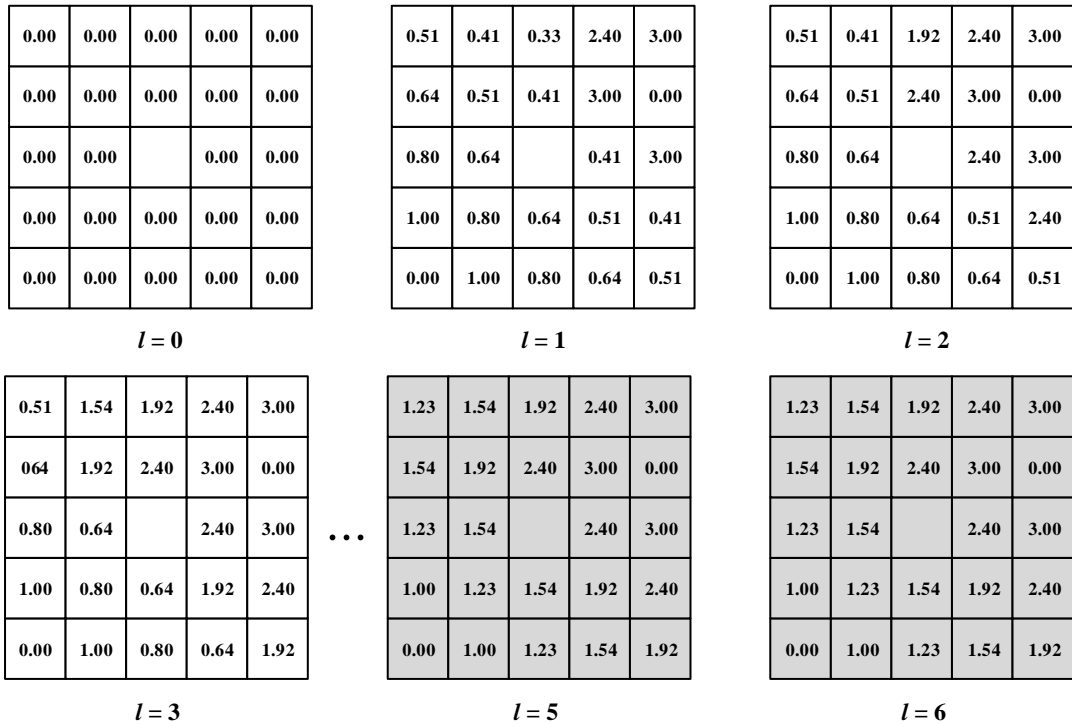 0.00 0.00 0.00 0.00 0.00
0.00 0.00 0.00 0.00 0.00
0.00 0.00 0.00 0.00
0.00 0.00 0.00 0.00 0.00
0.00 0.00 0.00 0.00 0.00
l = 0
0.51 0.41 0.33 2.40 3.00
0.64 0.51 0.41 3.00 0.00
0.80 0.64 0.41 3.00
1.00 0.80 0.64 0.51 0.41
0.00 1.00 0.80 0.64 0.51
l = 1
0.51 0.41 1.92 2.40 3.00
0.64 0.51 2.40 3.00 0.00
0.80 0.64 2.40 3.00
1.00 0.80 0.64 0.51 2.40
0.00 1.00 0.80 0.64 0.51
l = 2
0.51 1.54 1.92 2.40 3.00
064 1.92 2.40 3.00 0.00
0.80 0.64 2.40 3.00
1.00 0.80 0.64 1.92 2.40
0.00 1.00 0.80 0.64 1.92
l = 3
...
1.23 1.54 1.92 2.40 3.00
1.54 1.92 2.40 3.00 0.00
1.23 1.54 2.40 3.00
1.00 1.23 1.54 1.92 2.40
0.00 1.00 1.23 1.54 1.92
l = 5
1.23 1.54 1.92 2.40 3.00
1.54 1.92 2.40 3.00 0.00
1.23 1.54 2.40 3.00
1.00 1.23 1.54 1.92 2.40
0.00 1.00 1.23 1.54 1.92
l = 6